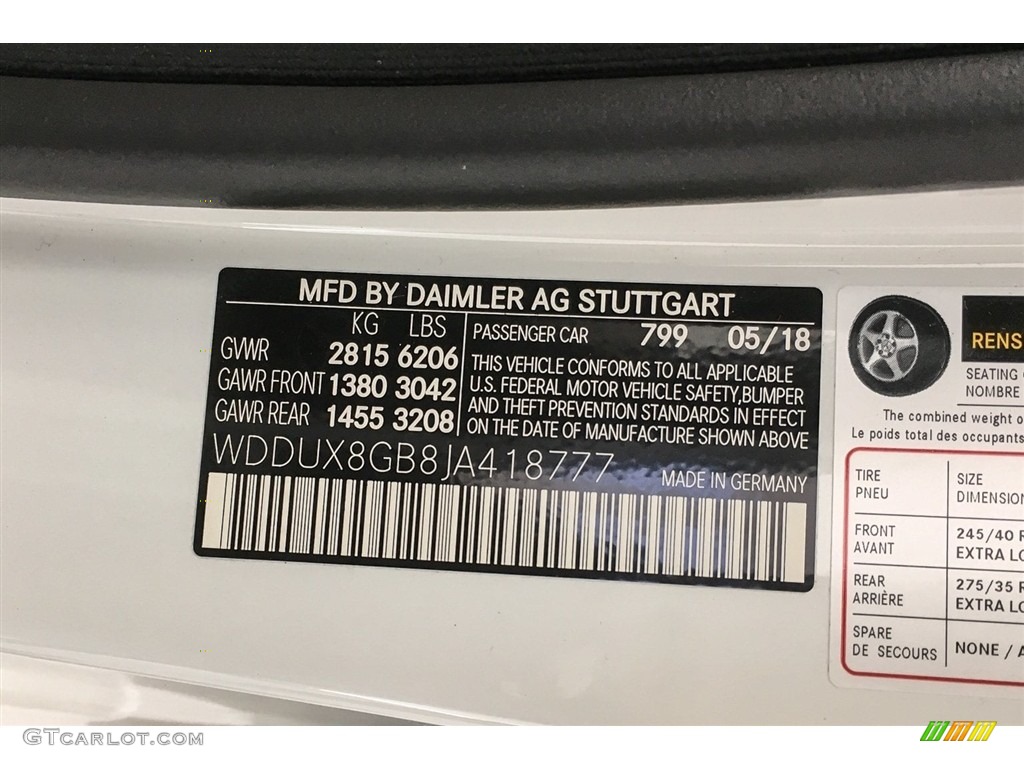 MFD BY DAIMLER AG STUTTGART
KG LBS
GVWR 2815 6206
GAWR FRONT 1380 3042
GAWR REAR 1455 3208
PASSENGER CAR 799 05/18
THIS VEHICLE CONFORMS TO ALL APPLICABLE
U.S. FEDERAL MOTOR VEHICLE SAFETY,BUMPER
AND THEFT PREVENTION STANDARDS IN EFFECT
ON THE DATE OF MANUFACTURE SHOWN ABOVE
WDDUX8GB8JA418777
MADE IN GERMANY
RENS
SEATING
NOMBRE
The combined weight o
Le poids total des occupants
TIRE
PNEU
SIZE
DIMENSION
FRONT
AVANT
245/40 R
EXTRA LO
REAR
ARRIÈRE
275/35 R
EXTRA LO
SPARE
DE SECOURS
NONE / A
GTCARLOT.COM